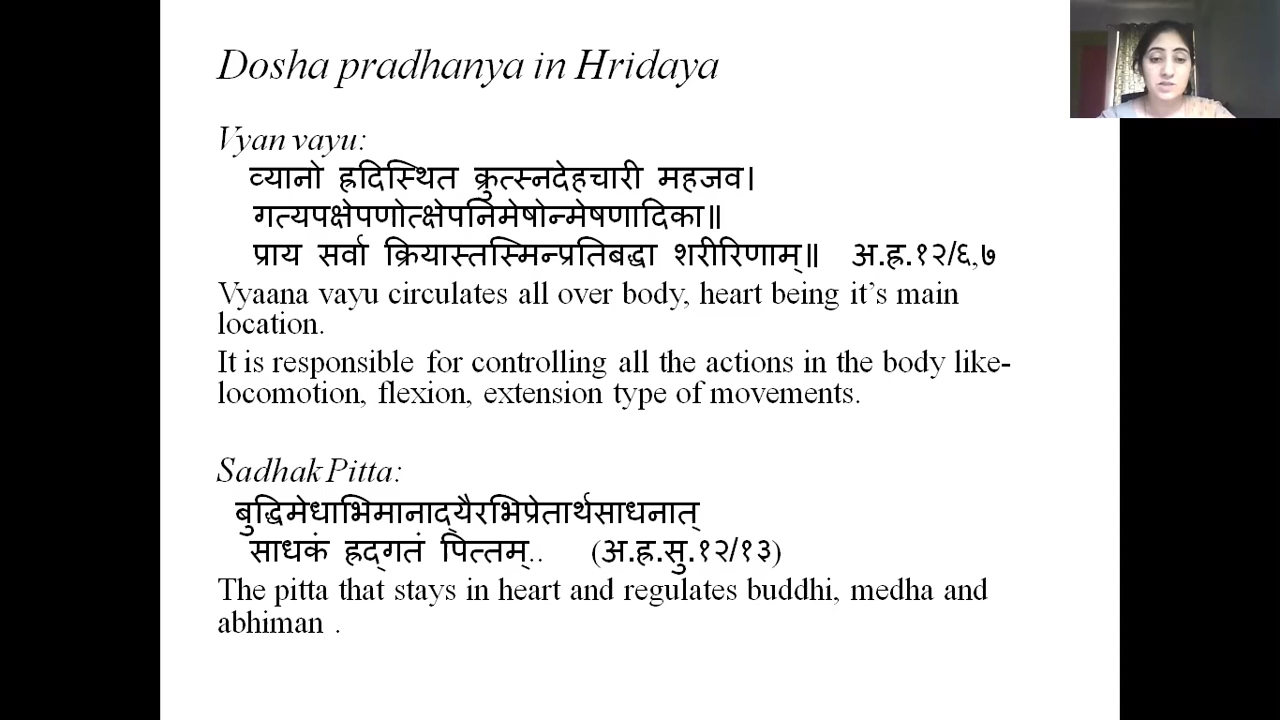 Dosha pradhanya in Hridaya
Vyan vayu:
व्यानो ह्रदिस्थित क्रुत्स्नदेहचारी महजव।
गत्यपक्षेपणोत्क्षेपनिमेषोन्मेषणादिका॥
प्राय सर्वा क्रियास्तस्मिन्प्रतिबद्धा शरीरिणाम्॥ अ.ह्र.१२/६,७
Vyaana vayu circulates all over body, heart being it’s main
location.
It is responsible for controlling all the actions in the body like-
locomotion, flexion, extension type of movements.
Sadhak Pitta:
बुद्धिमेधाभिमानाद्यैरभिप्रेतार्थसाधनात्
साधकं ह्रद्गतं पित्तम्.. (अ.ह्र.सु.१२/१३)
The pitta that stays in heart and regulates buddhi, medha and
abhiman .